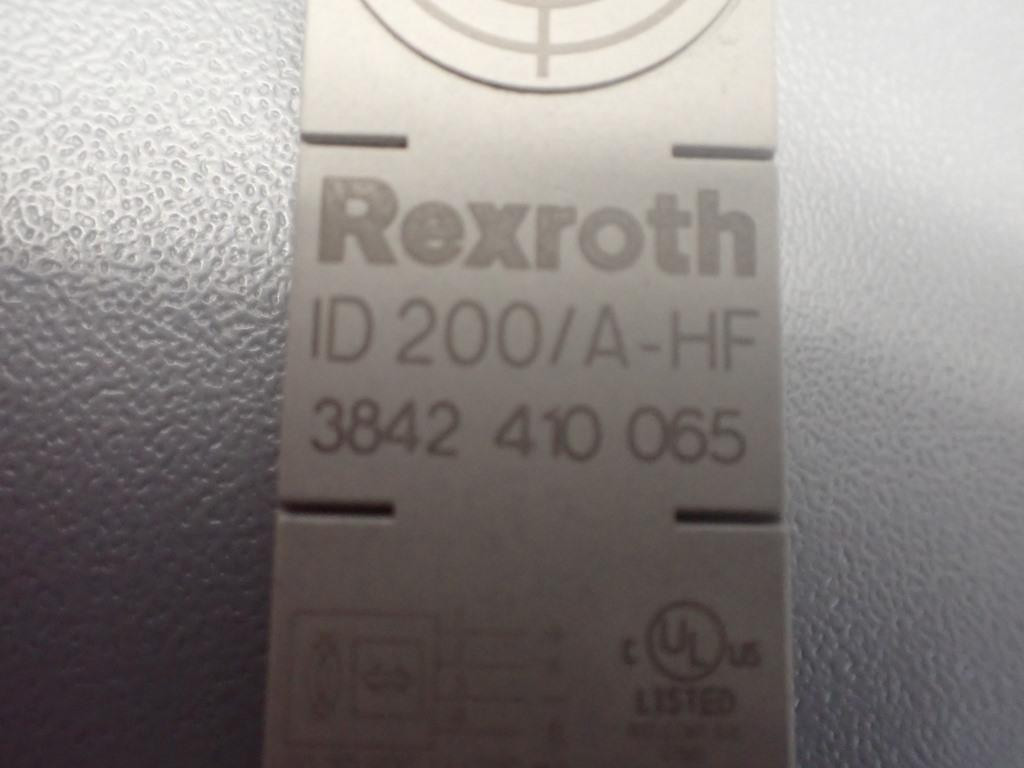 Rexroth
ID 200/A-HF
3842 410 065
C UL US
LISTED